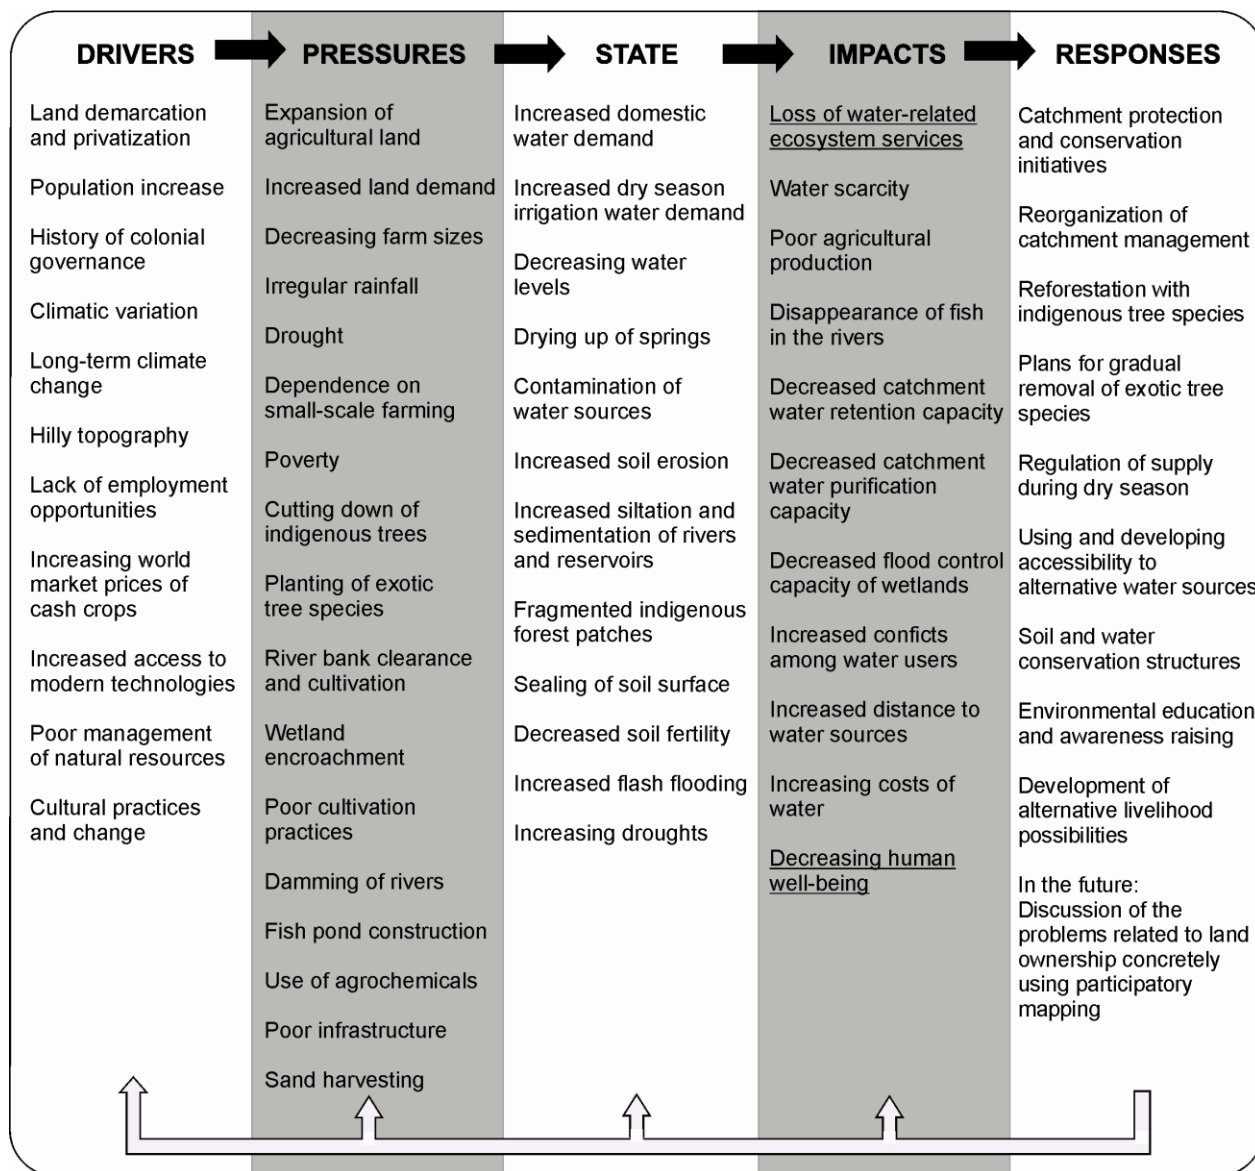 DRIVERS
PRESSURES
STATE
IMPACTS
RESPONSES
Land demarcation
and privatization
Population increase
History of colonial
governance
Climatic variation
Long-term climate
change
Hilly topography
Lack of employment
opportunities
Increasing world
market prices of
cash crops
Increased access to
modern technologies
Poor management
of natural resources
Cultural practices
and change
Expansion of
agricultural land
Increased land demand
Decreasing farm sizes
Irregular rainfall
Drought
Dependence on
small-scale farming
Poverty
Cutting down of
indigenous trees
Planting of exotic
tree species
River bank clearance
and cultivation
Wetland
encroachment
Poor cultivation
practices
Damming of rivers
Fish pond construction
Use of agrochemicals
Poor infrastructure
Sand harvesting
Increased domestic
water demand
Increased dry season
irrigation water demand
Decreasing water
levels
Drying up of springs
Contamination of
water sources
Increased soil erosion
Increased siltation and
sedimentation of rivers
and reservoirs
Fragmented indigenous
forest patches
Sealing of soil surface
Decreased soil fertility
Increased flash flooding
Increasing droughts
Loss of water-related
ecosystem services
Water scarcity
Poor agricultural
production
Disappearance of fish
in the rivers
Decreased catchment
water retention capacity
Decreased catchment
water purification
capacity
Decreased flood control
capacity of wetlands
Increased conficts
among water users
Increased distance to
water sources
Increasing costs of
water
Decreasing human
well-being
Catchment protection
and conservation
initiatives
Reorganization of
catchment management
Reforestation with
indigenous tree species
Plans for gradual
removal of exotic tree
species
Regulation of supply
during dry season
Using and developing
accessibility to
alternative water sources
Soil and water
conservation structures
Environmental education
and awareness raising
Development of
alternative livelihood
possibilities
In the future:
Discussion of the
problems related to land
ownership concretely
using participatory
mapping